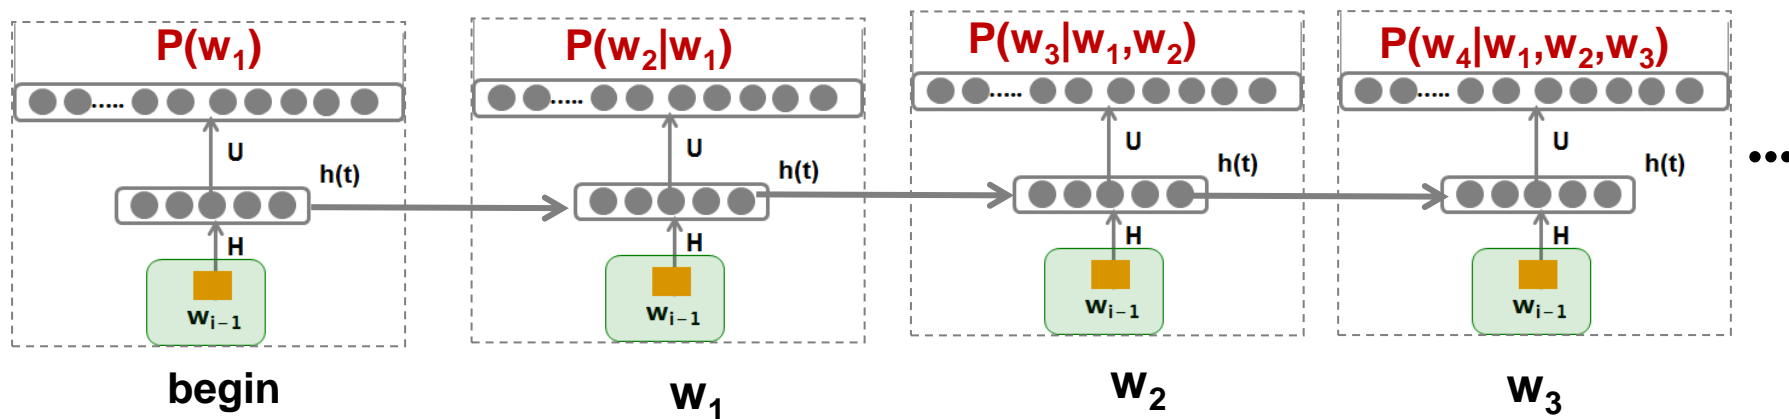 P(w₁) P(w₂|w₁) P(w₃|w₁,w₂) P(w₄|w₁,w₂,w₃)
..... ..... ..... .....
U U U U
h(t) h(t) h(t) h(t) ...
H H H H
wᵢ₋₁ wᵢ₋₁ wᵢ₋₁ wᵢ₋₁
begin w₁ w₂ w₃